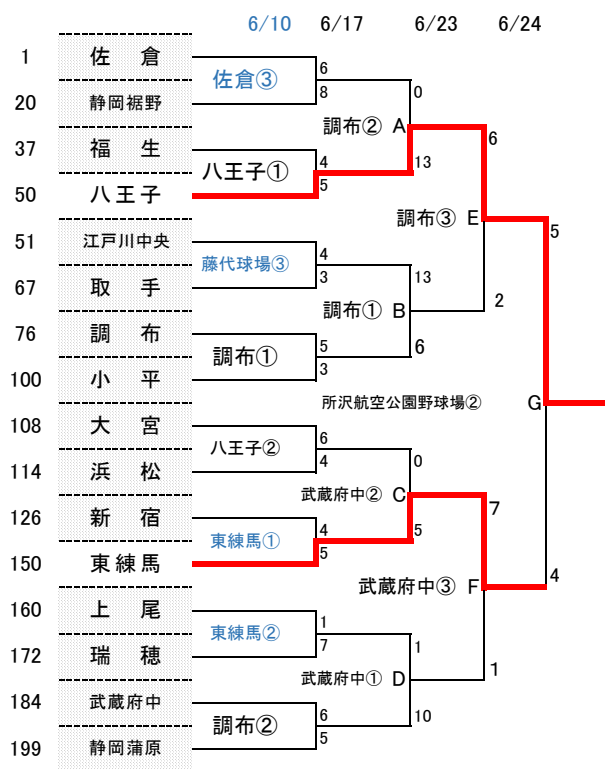 6/10 6/17 6/23 6/24
1 佐倉 6
佐倉③
20 静岡裾野 8 0
調布② A 6
37 福生 4 13
八王子①
50 八王子 5
調布③ E 5
51 江戸川中央 4
藤代球場③
67 取手 3 13 2
調布① B
76 調布 5 6
調布①
100 小平 3
所沢航空公園野球場② G
108 大宮 6
八王子②
114 浜松 4 0
武蔵府中② C 7
126 新宿 4 5
東練馬①
150 東練馬 5
武蔵府中③ F 4
160 上尾 1
東練馬②
172 瑞穂 7 1 1
武蔵府中① D
184 武蔵府中 6 10
調布②
199 静岡蒲原 5